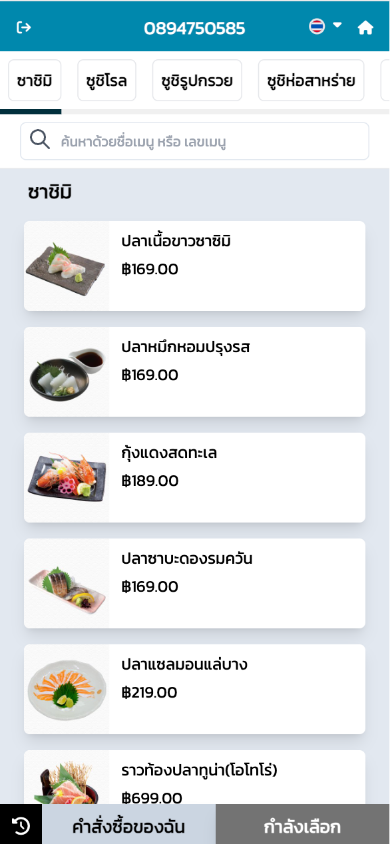 0894750585
ซาชิมิ ซูชิโรล ซูชิรูปกรวย ซูชิห่อสาหร่าย
ค้นหาด้วยชื่อเมนู หรือ เลขเมนู
ซาชิมิ
ปลาเนื้อขาวซาชิมิ
฿169.00
ปลาหมึกหอมปรุงรส
฿169.00
กุ้งแดงสดทะเล
฿189.00
ปลาซาบะดองรมควัน
฿169.00
ปลาแซลมอนแล่บาง
฿219.00
ราวท้องปลาทูน่า(โอโทโร่)
฿699.00
คำสั่งซื้อของฉัน กำลังเลือก